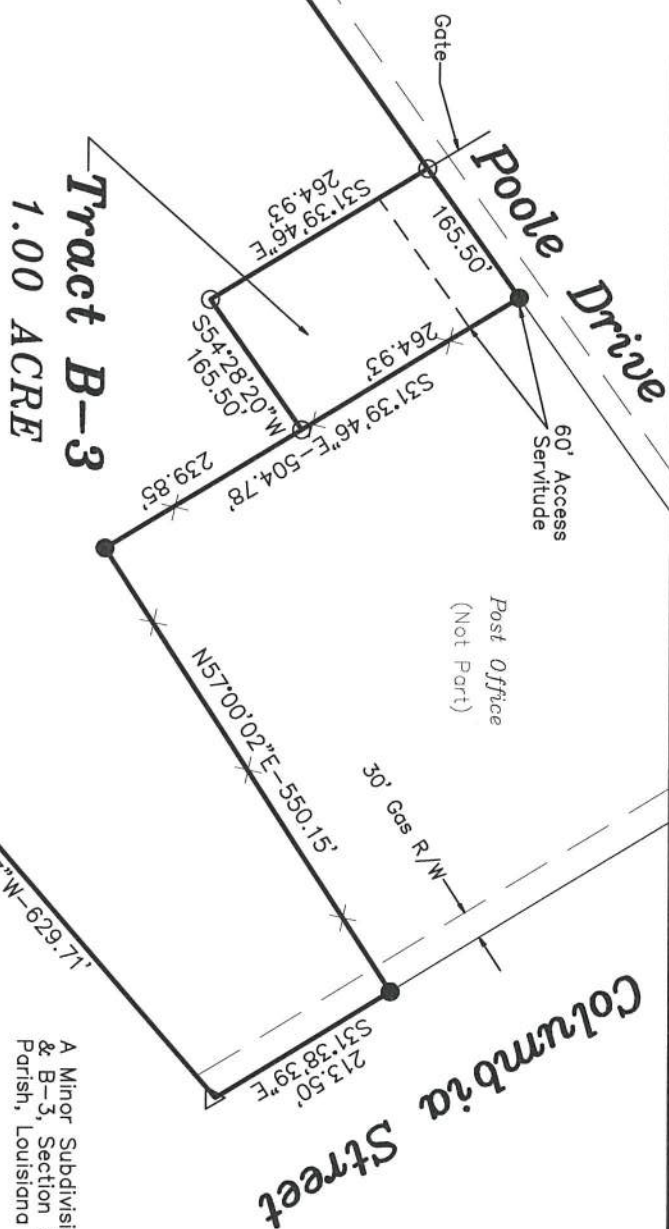 Gate
Poole Drive
165.50'
S31°39'46"E
264.93'
60' Access
Servitude
264.93'
S31°39'46"E-504.78'
S54°28'20"W
165.50'
239.85'
Tract B-3
1.00 ACRE
Post Office
(Not Part)
30' Gas R/W
N57°00'02"E-550.15'
Columbia Street
S31°38'39"E
213.50'
"W-629.71'
A Minor Subdivisi
& B-3, Section
Parish, Louisiana